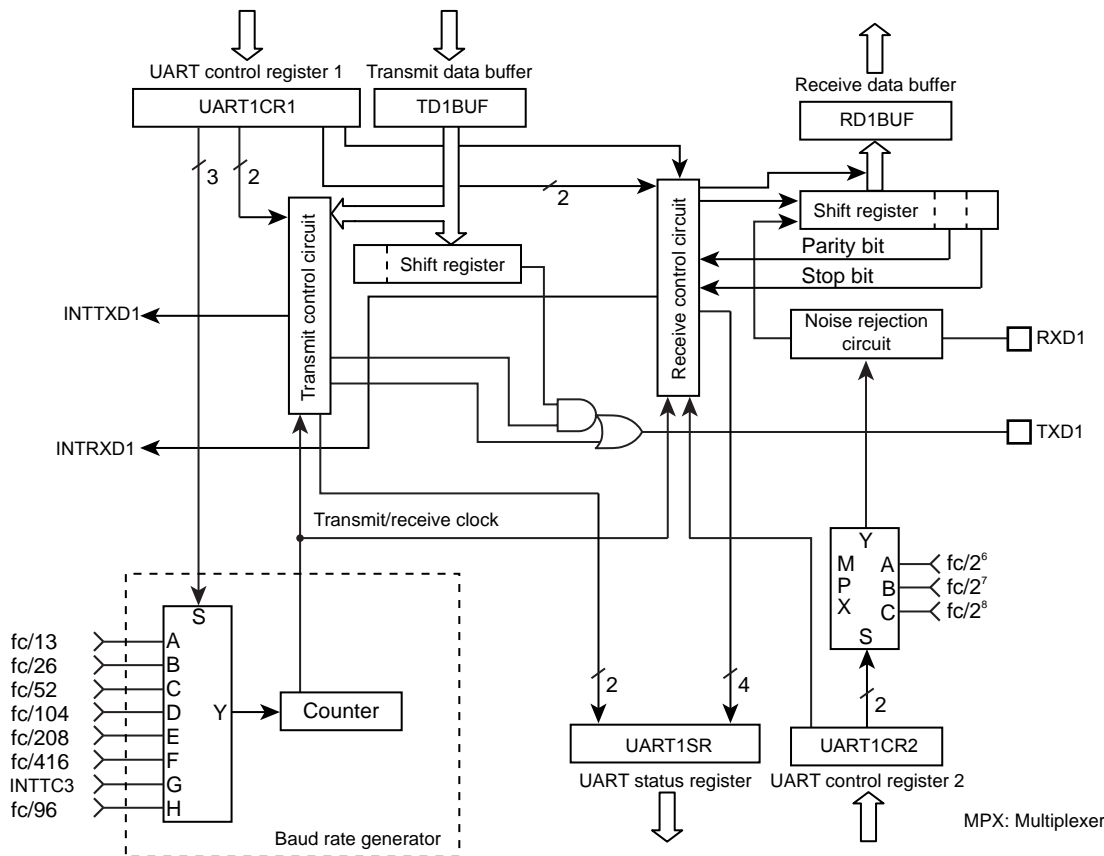 UART control register 1
Transmit data buffer
Receive data buffer
UART1CR1
TD1BUF
RD1BUF
3
2
2
Transmit control circuit
Receive control circuit
Shift register
Shift register
Parity bit
Stop bit
INTTXD1
Noise rejection
circuit
RXD1
INTRXD1
TXD1
Transmit/receive clock
Y
M
P
X
A
B
C
S
fc/2⁶
fc/2⁷
fc/2⁸
S
fc/13
A
fc/26
B
fc/52
C
fc/104
D
fc/208
E
fc/416
F
INTTC3
G
fc/96
H
Y
Counter
2
4
2
UART1SR
UART1CR2
UART status register
UART control register 2
Baud rate generator
MPX: Multiplexer